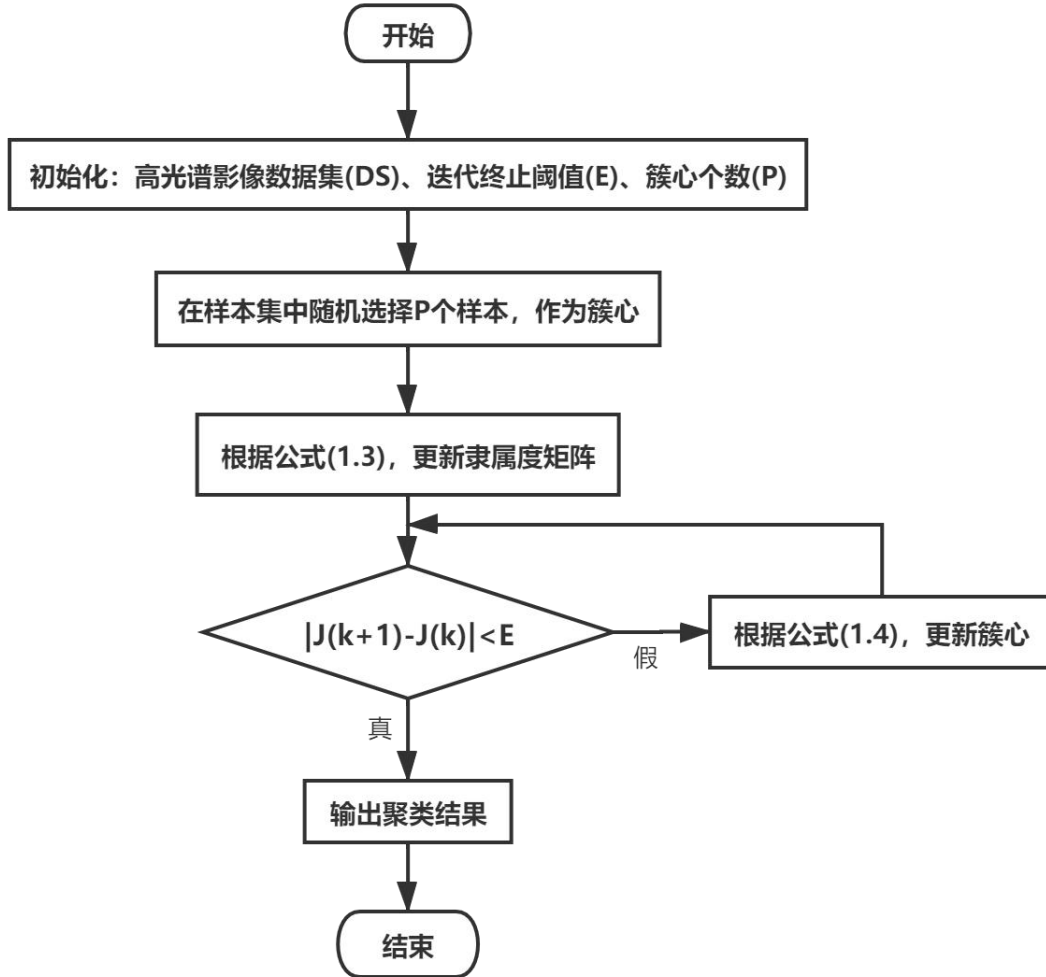 开始
初始化：高光谱影像数据集(DS)、迭代终止阈值(E)、簇心个数(P)
在样本集中随机选择P个样本，作为簇心
根据公式(1.3)，更新隶属度矩阵
|J(k+1)-J(k)|<E
假
根据公式(1.4)，更新簇心
真
输出聚类结果
结束